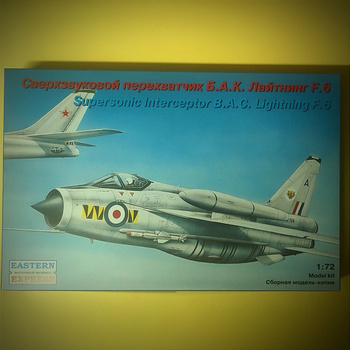 Сверхзвуковой перехватчик Б.А.К. Лайтнинг F.6
Supersonic Interceptor B.A.C. Lightning F.6
A
EASTERN
EXPRESS
1:72
Model kit
Сборная модель-копия